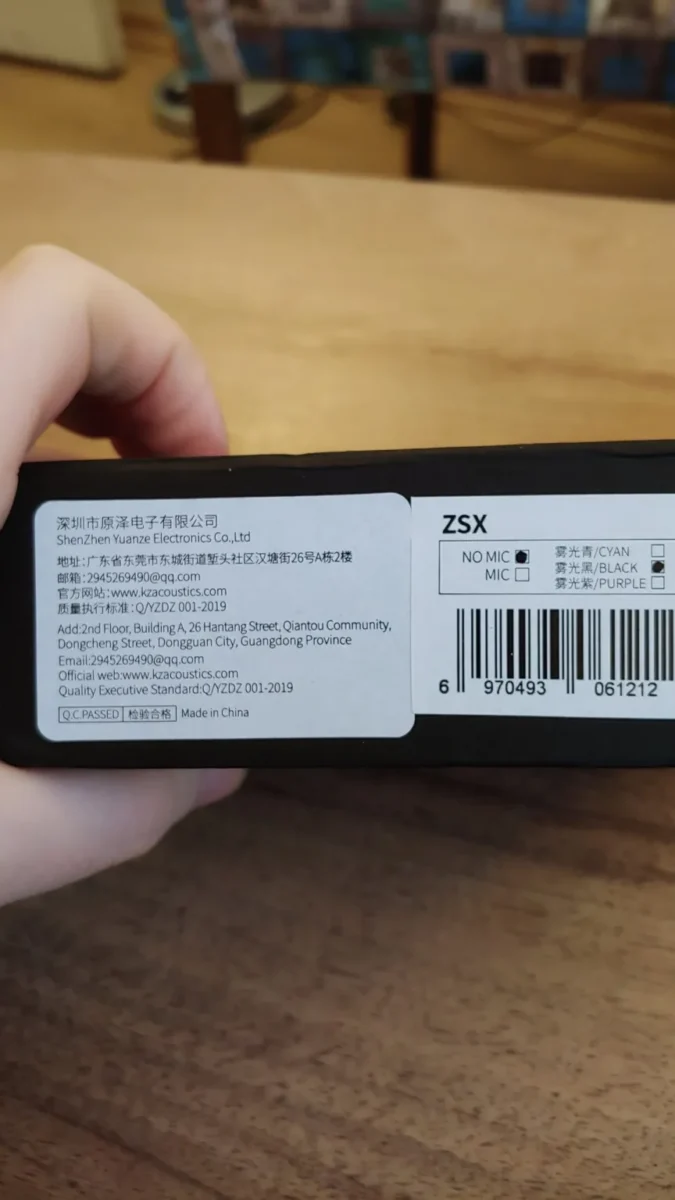 深圳市原泽电子有限公司
ShenZhen Yuanze Electronics Co.,Ltd
地址:广东省东莞市东城街道堑头社区汉塘街26号A栋2楼
邮箱:2945269490@qq.com
官方网站:www.kzacoustics.com
质量执行标准:Q/YZDZ 001-2019
Add:2nd Floor, Building A, 26 Hantang Street, Qiantou Community,
Dongcheng Street, Dongguan City, Guangdong Province
Email:2945269490@qq.com
Official web:www.kzacoustics.com
Quality Executive Standard:Q/YZDZ 001-2019
Q.C.PASSED 检验合格 Made in China
ZSX
NO MIC
MIC
雾光青/CYAN
雾光黑/BLACK
雾光紫/PURPLE
6 970493 061212